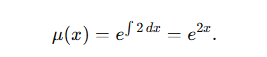 μ(x) = e^{∫ 2 dx} = e^{2x}.